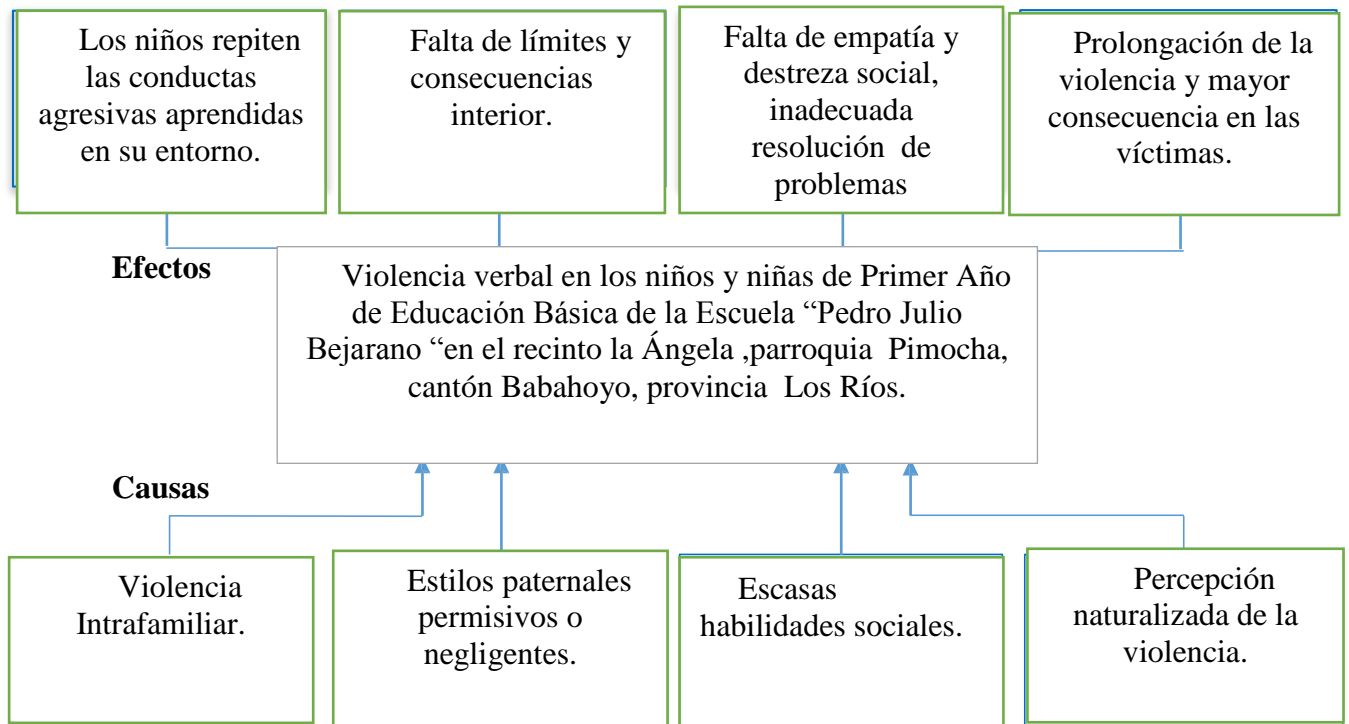 Los niños repiten
las conductas
agresivas aprendidas
en su entorno.
Falta de límites y
consecuencias
interior.
Falta de empatía y
destreza social,
inadecuada
resolución de
problemas
Prolongación de la
violencia y mayor
consecuencia en las
víctimas.
Efectos
Violencia verbal en los niños y niñas de Primer Año
de Educación Básica de la Escuela “Pedro Julio
Bejarano “en el recinto la Ángela ,parroquia Pimocha,
cantón Babahoyo, provincia Los Ríos.
Causas
Violencia
Intrafamiliar.
Estilos paternales
permisivos o
negligentes.
Escasas
habilidades sociales.
Percepción
naturalizada de la
violencia.